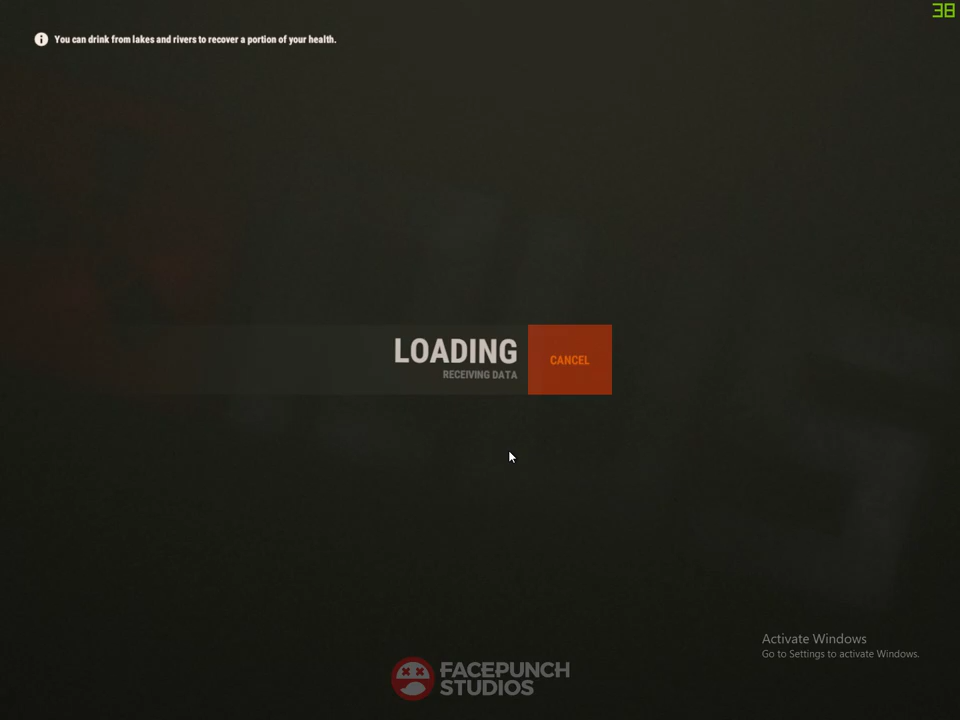 38
You can drink from lakes and rivers to recover a portion of your health.
LOADING
RECEIVING DATA
CANCEL
Activate Windows
Go to Settings to activate Windows.
FACEPUNCH
STUDIOS